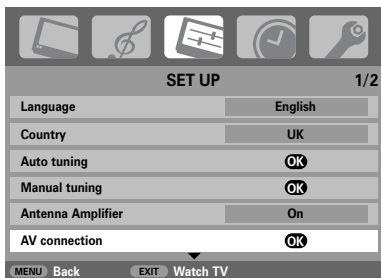 SET UP 1/2
Language English
Country UK
Auto tuning OK
Manual tuning OK
Antenna Amplifier On
AV connection OK
MENU Back EXIT Watch TV